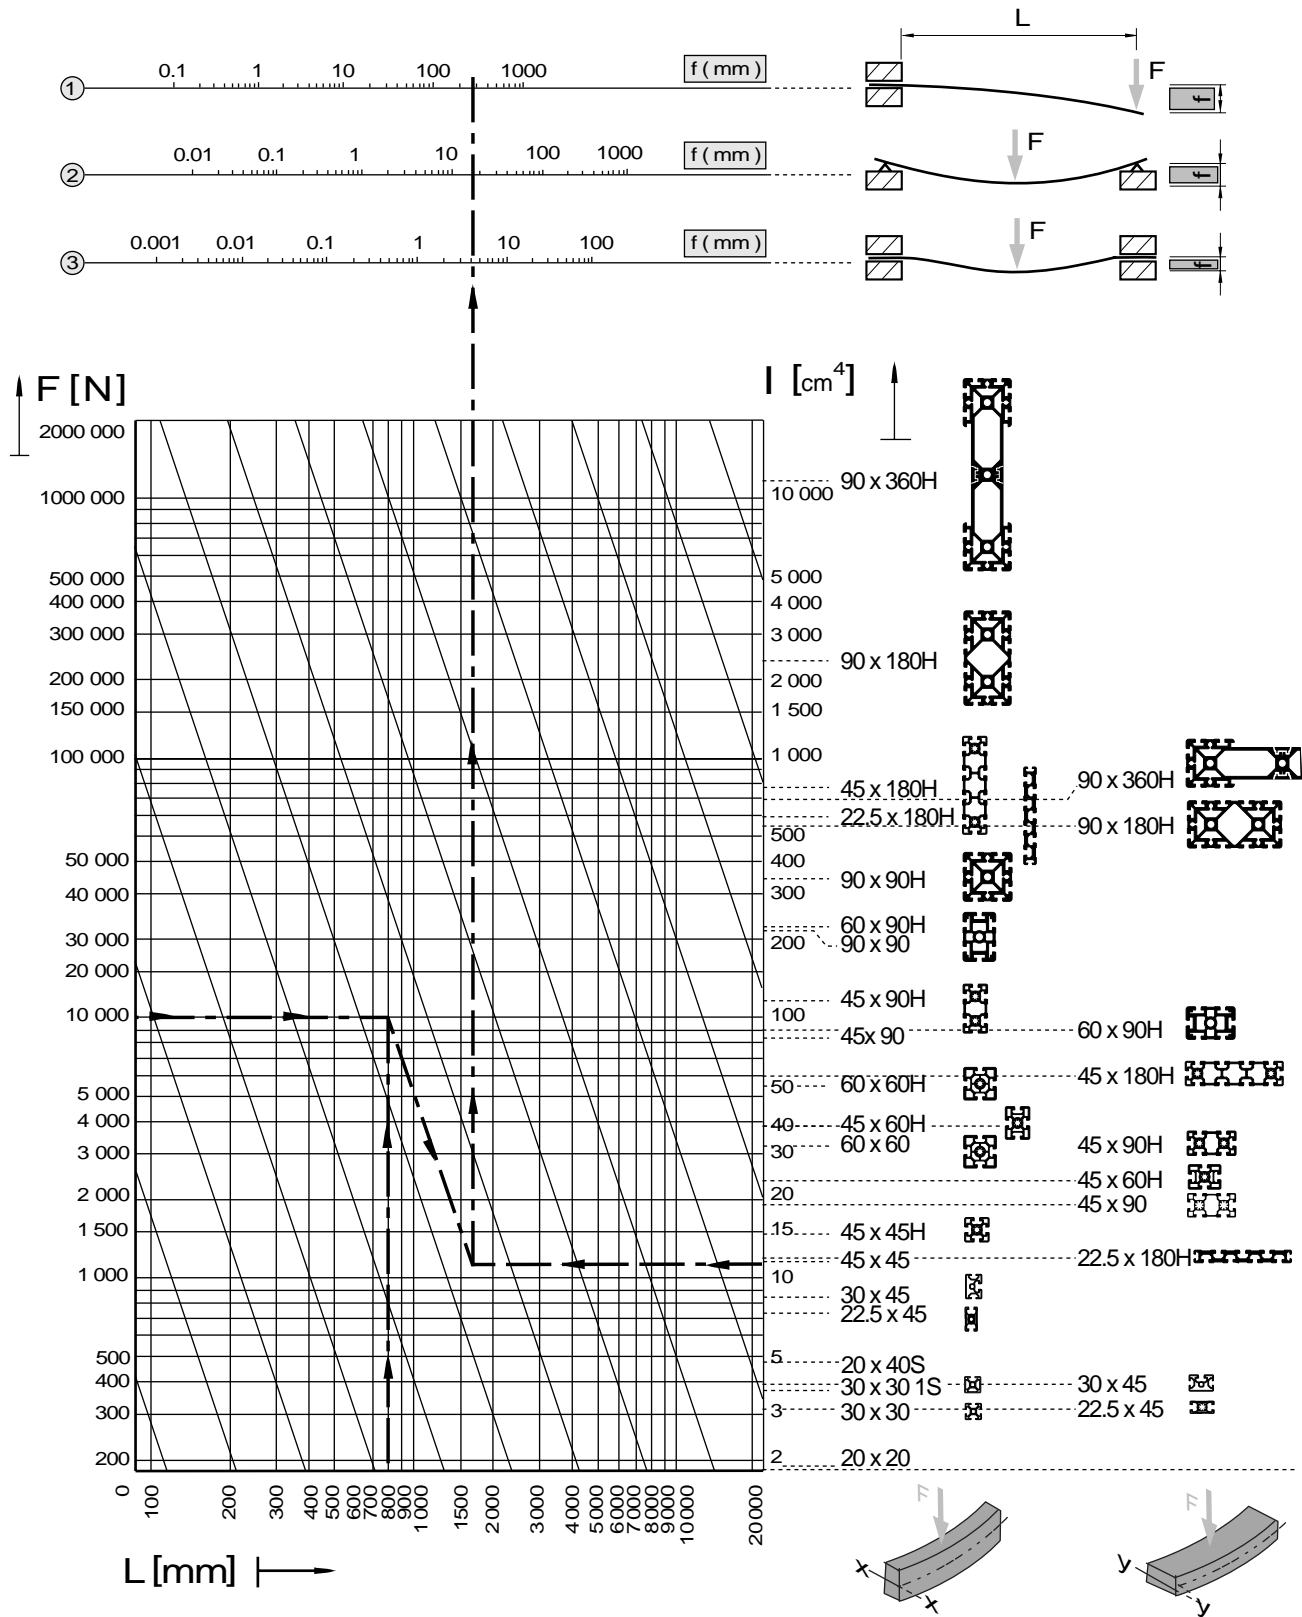 L
0.1 1 10 100 1000 f ( mm )
1
F
f
0.01 0.1 1 10 100 1000 f ( mm )
2
F
f
0.001 0.01 0.1 1 10 100 f ( mm )
3
F
f
F [N]
I [cm4]
2000 000
1000 000
500 000
400 000
300 000
200 000
150 000
100 000
50 000
40 000
30 000
20 000
10 000
5 000
4 000
3 000
2 000
1 500
1 000
500
400
300
200
10 000
5 000
4 000
3 000
2 000
1 500
1 000
500
400
300
200
100
50
40
30
20
15
10
5
3
2
90 x 360H
90 x 180H
45 x 180H
22.5 x 180H
90 x 90H
60 x 90H
90 x 90
45 x 90H
45x 90
60 x 60H
45 x 60H
60 x 60
45 x 45H
45 x 45
30 x 45
22.5 x 45
20 x 40S
30 x 30 1S
30 x 30
20 x 20
90 x 360H
90 x 180H
60 x 90H
45 x 180H
45 x 90H
45 x 60H
45 x 90
22.5 x 180H
30 x 45
22.5 x 45
0 100 200 300 400 500 600 700 800 900 1 000 1500 2000 3000 4000 5000 6000 7000 8000 9000 10000 20000
L [mm]
F
x
x
F
y
y